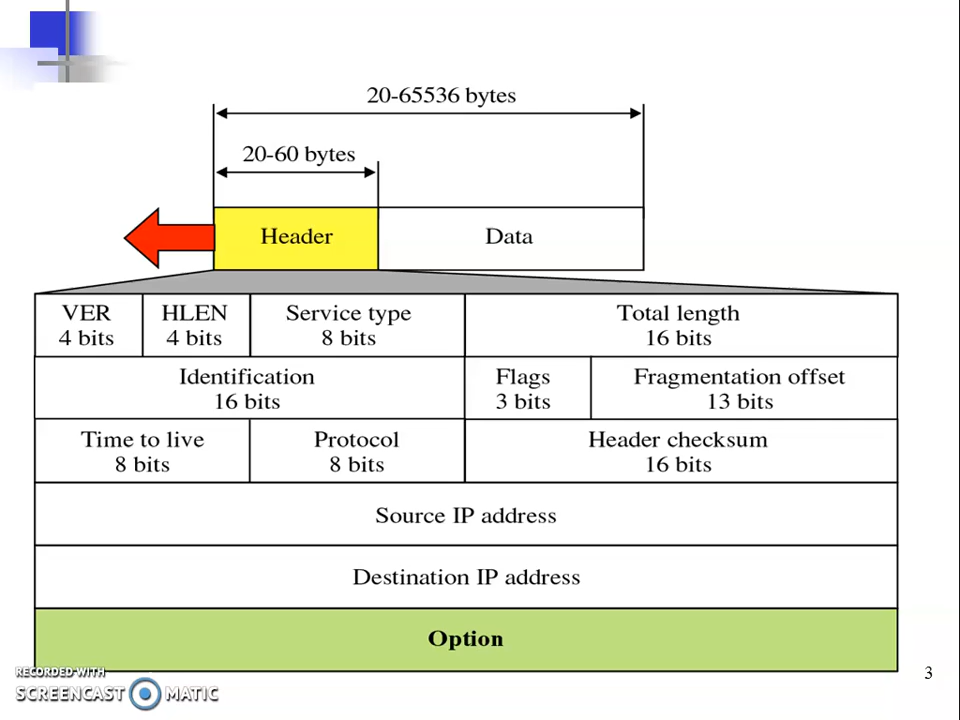 20-65536 bytes
20-60 bytes
Header
Data
VER
4 bits
HLEN
4 bits
Service type
8 bits
Total length
16 bits
Identification
16 bits
Flags
3 bits
Fragmentation offset
13 bits
Time to live
8 bits
Protocol
8 bits
Header checksum
16 bits
Source IP address
Destination IP address
Option
RECORDED WITH
SCREENCAST MATIC
3